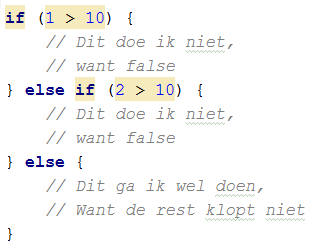 if (1 > 10) {
    // Dit doe ik niet,
    // want false
} else if (2 > 10) {
    // Dit doe ik niet,
    // want false
} else {
    // Dit ga ik wel doen,
    // Want de rest klopt niet
}